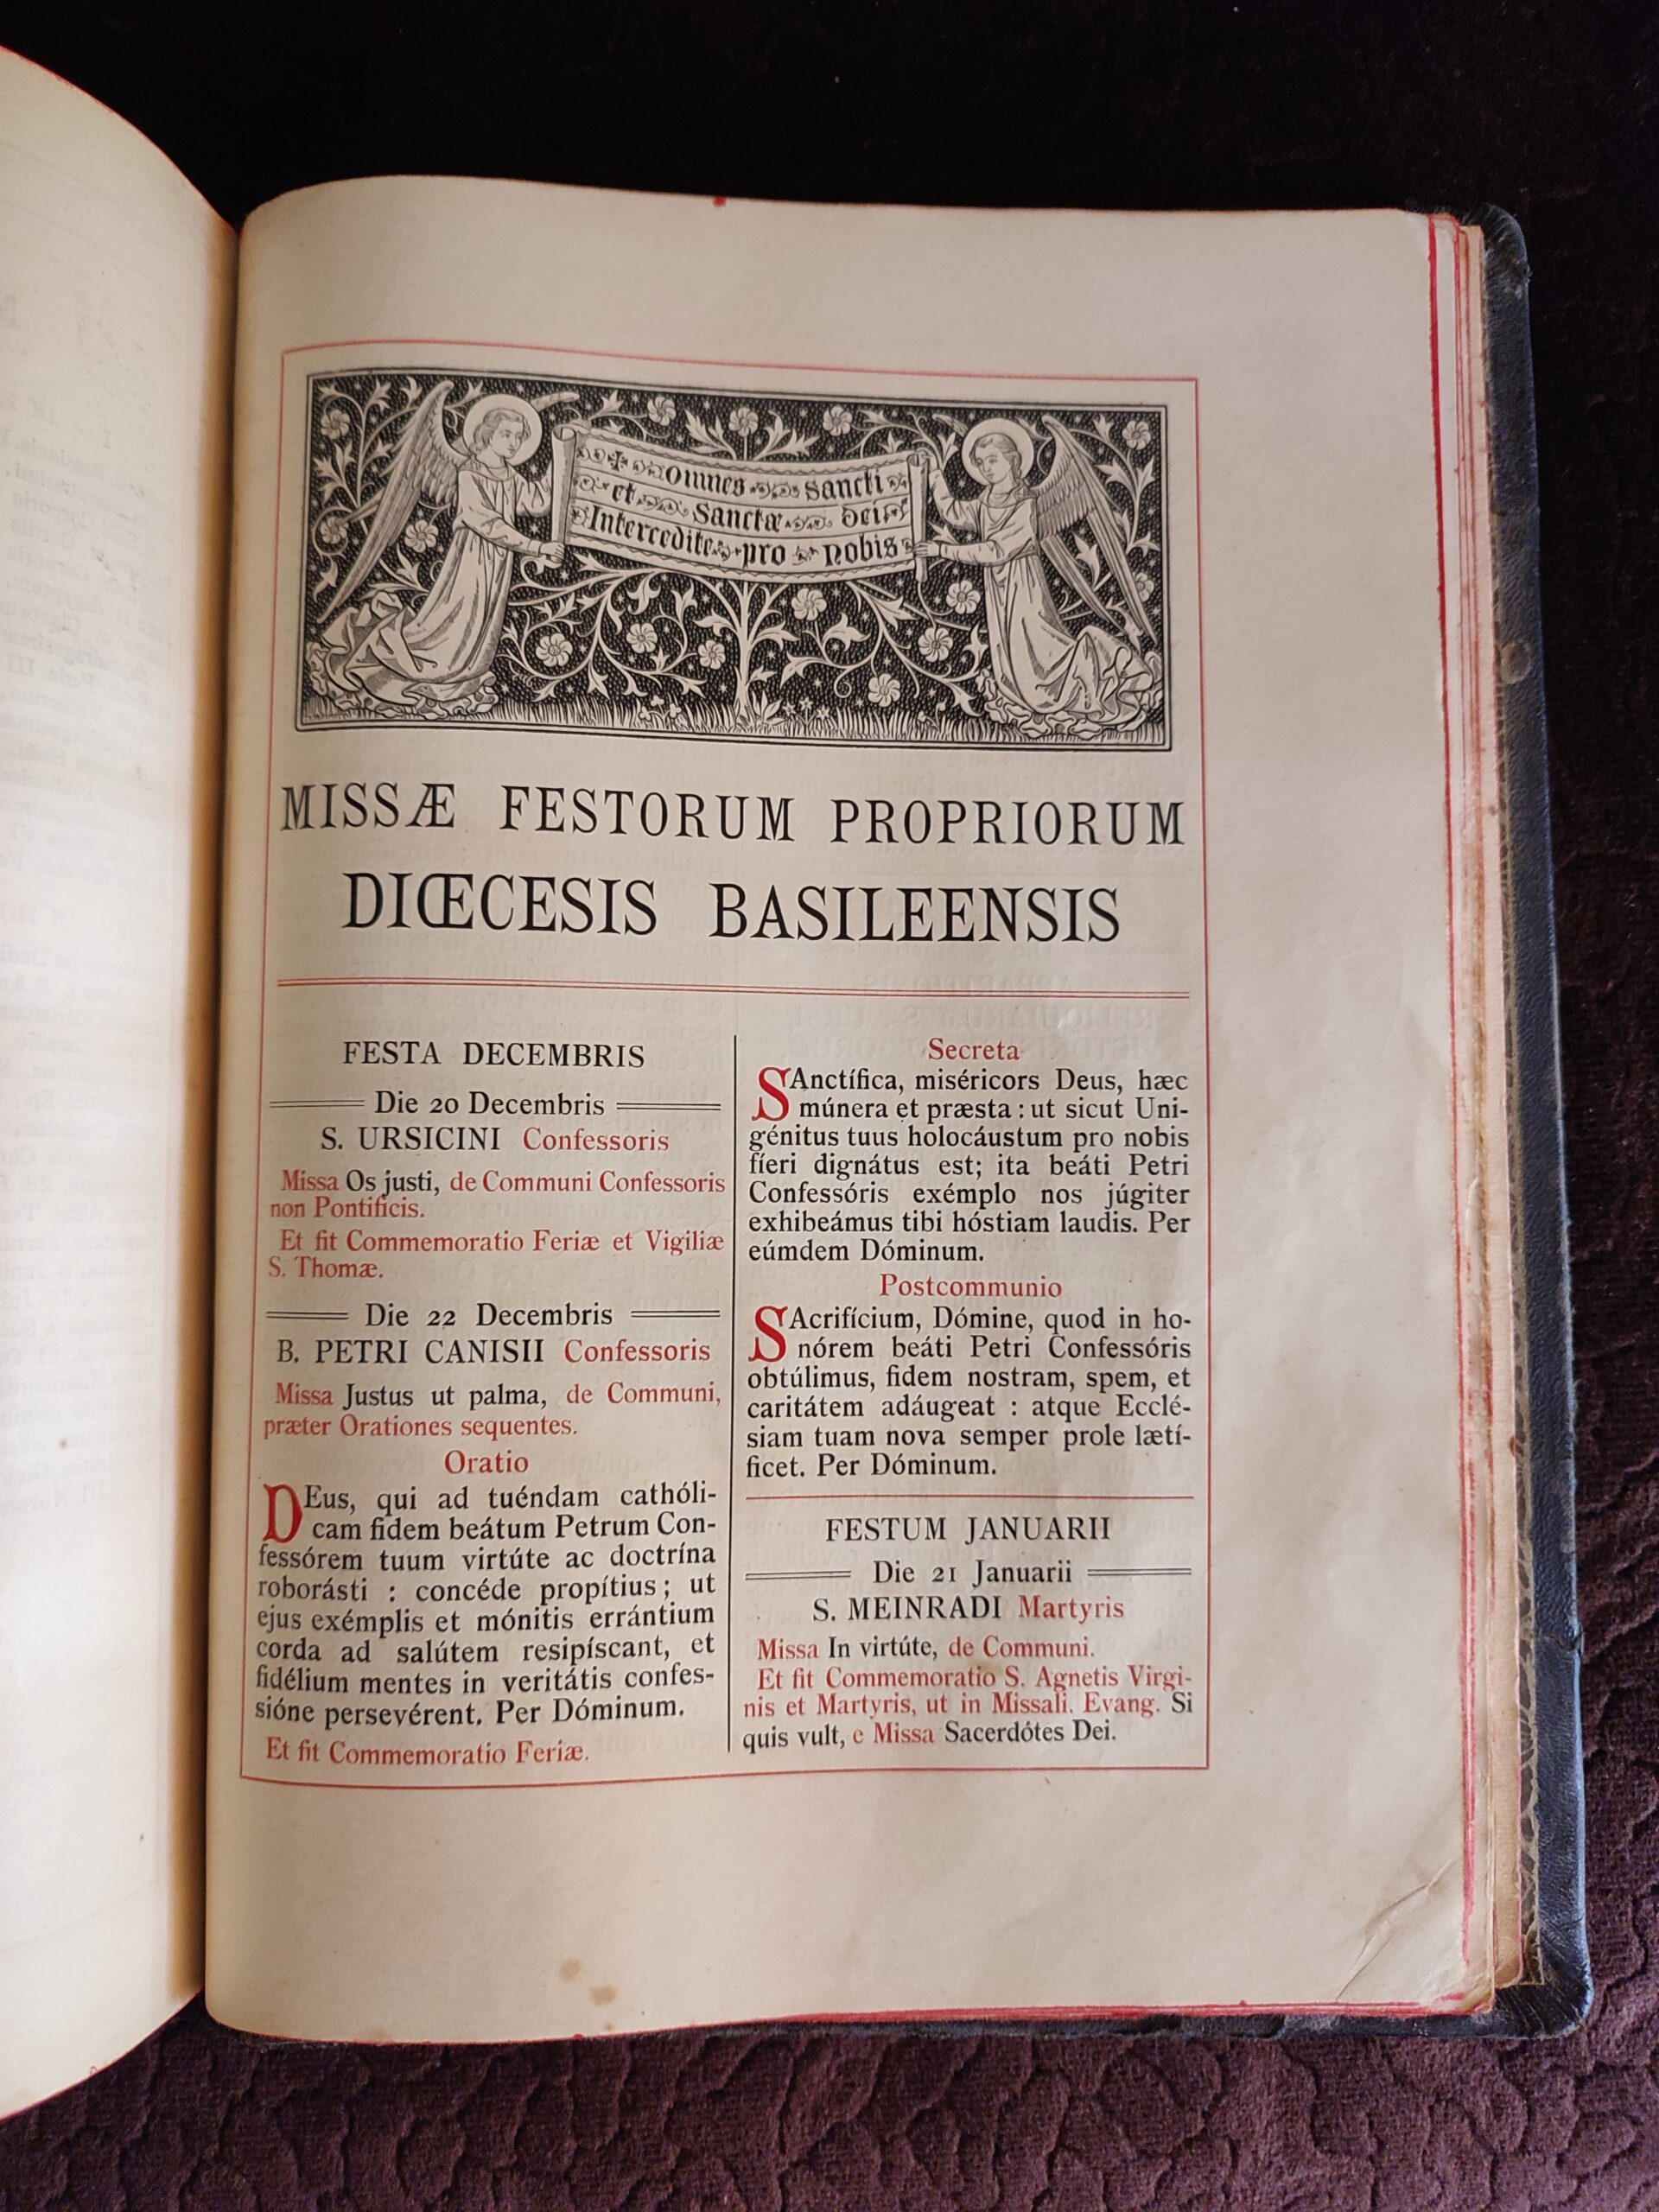 omnes sancti
et sanctæ dei
Intercedite pro nobis
MISSÆ FESTORUM PROPRIORUM
DIŒCESIS BASILEENSIS
FESTA DECEMBRIS
Die 20 Decembris
S. URSICINI Confessoris
Missa Os justi, de Communi Confessoris
non Pontificis.
Et fit Commemoratio Feriæ et Vigiliæ
S. Thomæ.
Die 22 Decembris
B. PETRI CANISII Confessoris
Missa Justus ut palma, de Communi,
præter Orationes sequentes.
Oratio
DEus, qui ad tuéndam cathóli-
cam fidem beátum Petrum Con-
fessórem tuum virtúte ac doctrína
roborásti : concéde propítius; ut
ejus exémplis et mónitis errántium
corda ad salútem resipíscant, et
fidélium mentes in veritátis confes-
sióne persevérent. Per Dóminum.
Et fit Commemoratio Feriæ.
Secreta
SAnctífica, miséricors Deus, hæc
múnera et præsta : ut sicut Uni-
génitus tuus holocáustum pro nobis
fíeri dignátus est; ita beáti Petri
Confessóris exémplo nos júgiter
exhibeámus tibi hóstiam laudis. Per
eúmdem Dóminum.
Postcommunio
SAcrifícium, Dómine, quod in ho-
nórem beáti Petri Confessóris
obtúlimus, fidem nostram, spem, et
caritátem adáugeat : atque Ecclé-
siam tuam nova semper prole lætí-
ficet. Per Dóminum.
FESTUM JANUARII
Die 21 Januarii
S. MEINRADI Martyris
Missa In virtúte, de Communi.
Et fit Commemoratio S. Agnetis Virgi-
nis et Martyris, ut in Missali. Evang. Si
quis vult, e Missa Sacerdótes Dei.